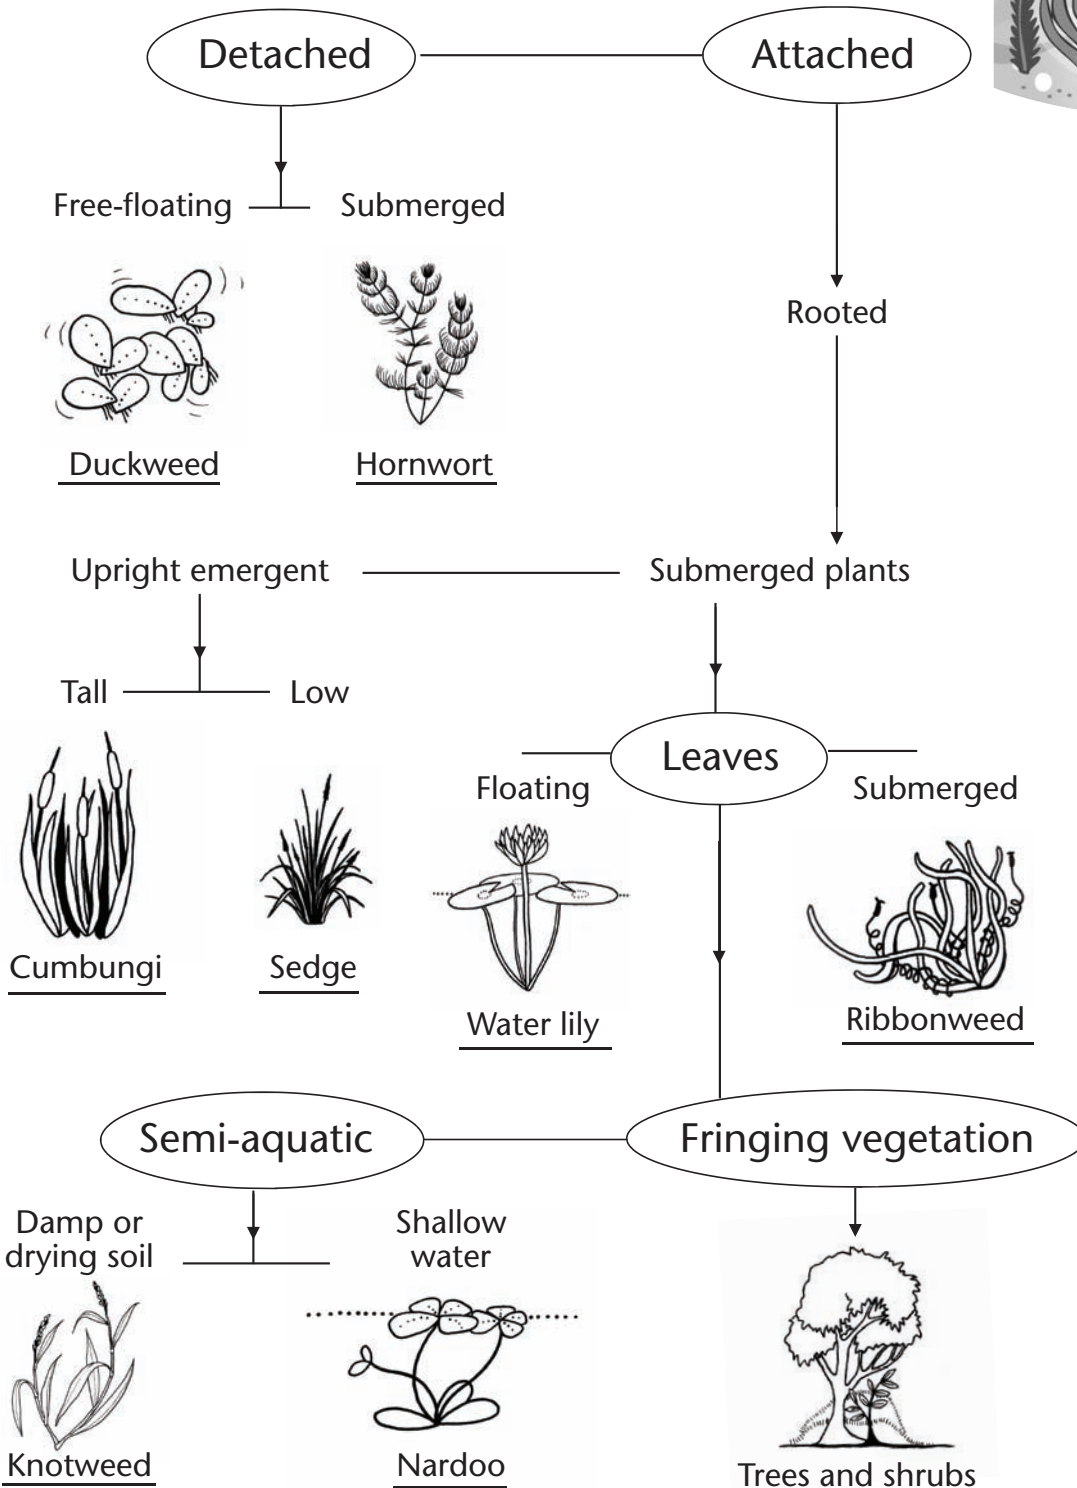 Detached
Attached
Free-floating
Submerged
Rooted
Duckweed
Hornwort
Upright emergent
Submerged plants
Tall
Low
Leaves
Floating
Submerged
Cumbungi
Sedge
Water lily
Ribbonweed
Semi-aquatic
Fringing vegetation
Damp or
drying soil
Shallow
water
Knotweed
Nardoo
Trees and shrubs